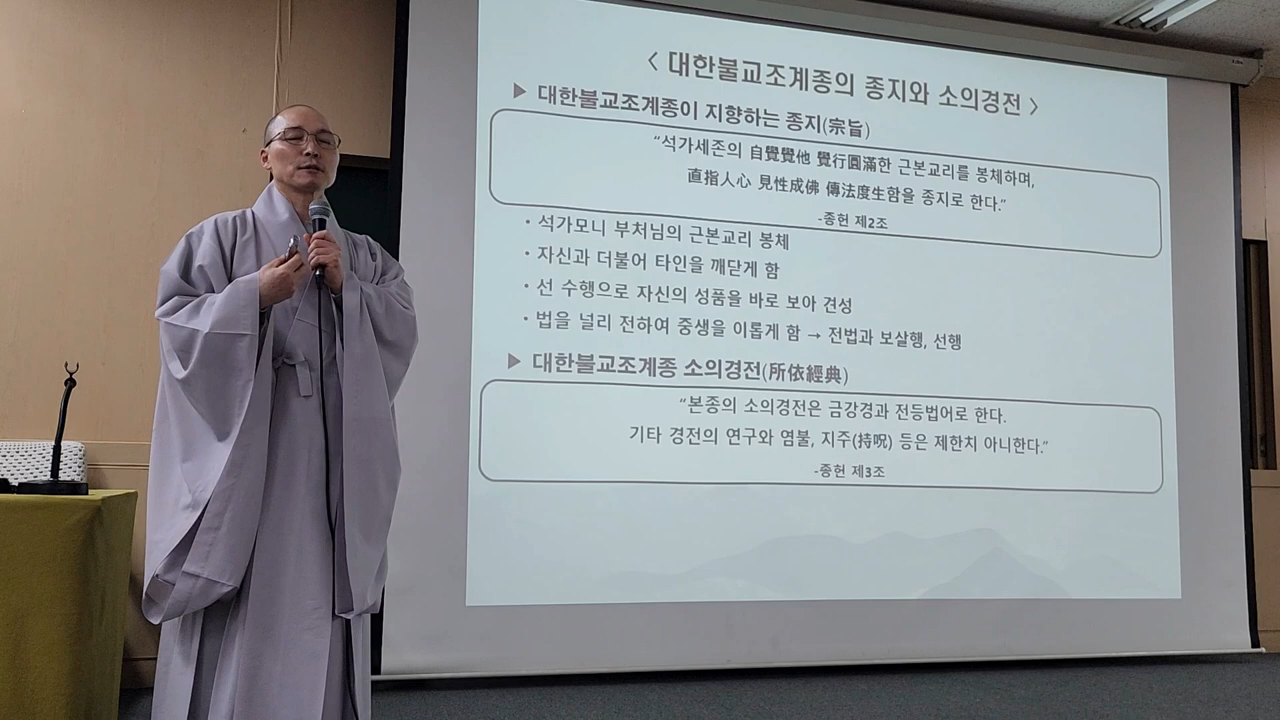 < 대한불교조계종의 종지와 소의경전 >
▶ 대한불교조계종이 지향하는 종지(宗旨)
“석가세존의 自覺覺他 覺行圓滿한 근본교리를 봉체하며,
直指人心 見性成佛 傳法度生함을 종지로 한다.”
-종헌 제2조
• 석가모니 부처님의 근본교리 봉체
• 자신과 더불어 타인을 깨닫게 함
• 선 수행으로 자신의 성품을 바로 보아 견성
• 법을 널리 전하여 중생을 이롭게 함 → 전법과 보살행, 선행
▶ 대한불교조계종 소의경전(所依經典)
“본종의 소의경전은 금강경과 전등법어로 한다.
기타 경전의 연구와 염불, 지주(持呪) 등은 제한치 아니한다.”
-종헌 제3조